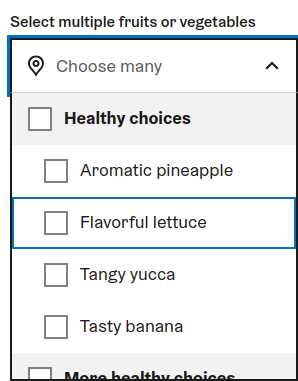 Select multiple fruits or vegetables
Choose many
Healthy choices
Aromatic pineapple
Flavorful lettuce
Tangy yucca
Tasty banana
More healthy choices